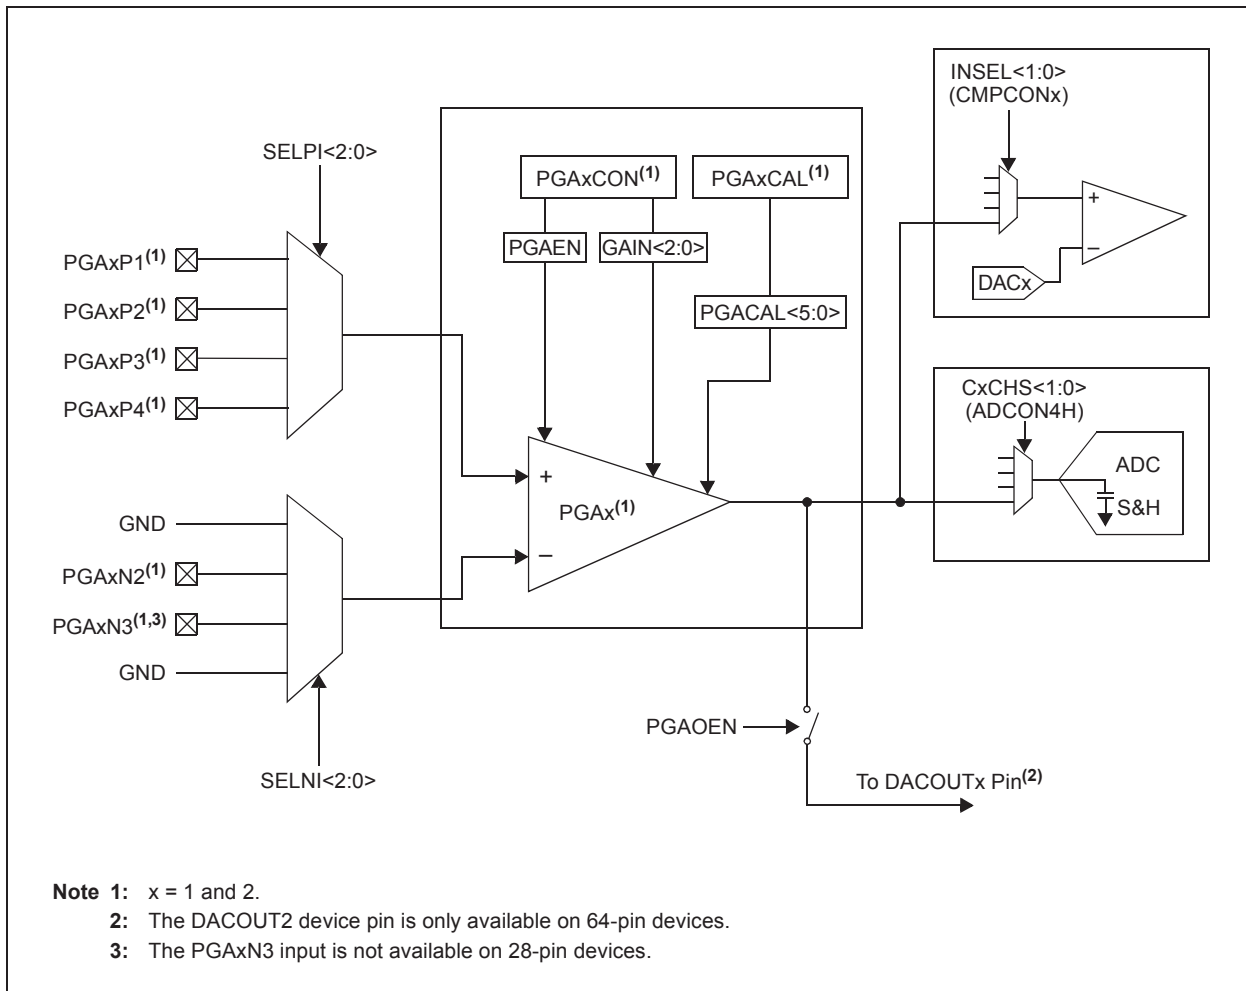 INSEL<1:0>
(CMPCONx)
SELPI<2:0>
PGAxCON(1)
PGAxCAL(1)
PGAEN
GAIN<2:0>
PGACAL<5:0>
+
–
DACx
PGAxP1(1)
PGAxP2(1)
PGAxP3(1)
PGAxP4(1)
CxCHS<1:0>
(ADCON4H)
ADC
S&H
+
PGAx(1)
–
GND
PGAxN2(1)
PGAxN3(1,3)
GND
SELNI<2:0>
PGAOEN
To DACOUTx Pin(2)
Note 1: x = 1 and 2.
2: The DACOUT2 device pin is only available on 64-pin devices.
3: The PGAxN3 input is not available on 28-pin devices.